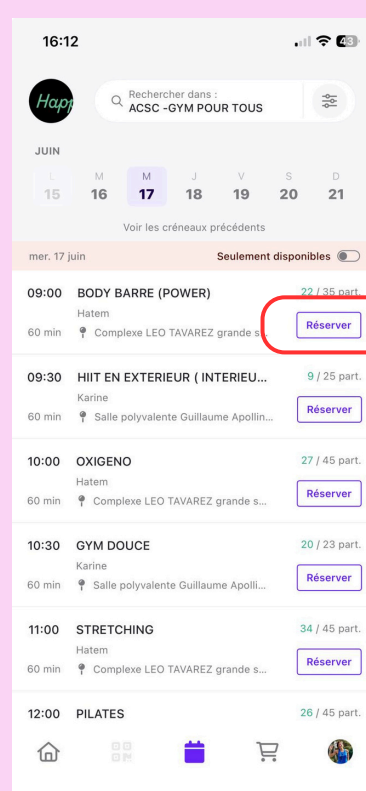 16:12
43
Happ
Rechercher dans :
ACSC -GYM POUR TOUS
JUIN
L M M J V S D
15 16 17 18 19 20 21
Voir les créneaux précédents
mer. 17 juin Seulement disponibles
09:00 BODY BARRE (POWER) 22 / 35 part.
Hatem
60 min Complexe LEO TAVAREZ grande s...
Réserver
09:30 HIIT EN EXTERIEUR ( INTERIEU... 9 / 25 part.
Karine
60 min Salle polyvalente Guillaume Apollin...
Réserver
10:00 OXIGENO 27 / 45 part.
Hatem
60 min Complexe LEO TAVAREZ grande s...
Réserver
10:30 GYM DOUCE 20 / 23 part.
Karine
60 min Salle polyvalente Guillaume Apolli...
Réserver
11:00 STRETCHING 34 / 45 part.
Hatem
60 min Complexe LEO TAVAREZ grande s...
Réserver
12:00 PILATES 26 / 45 part.